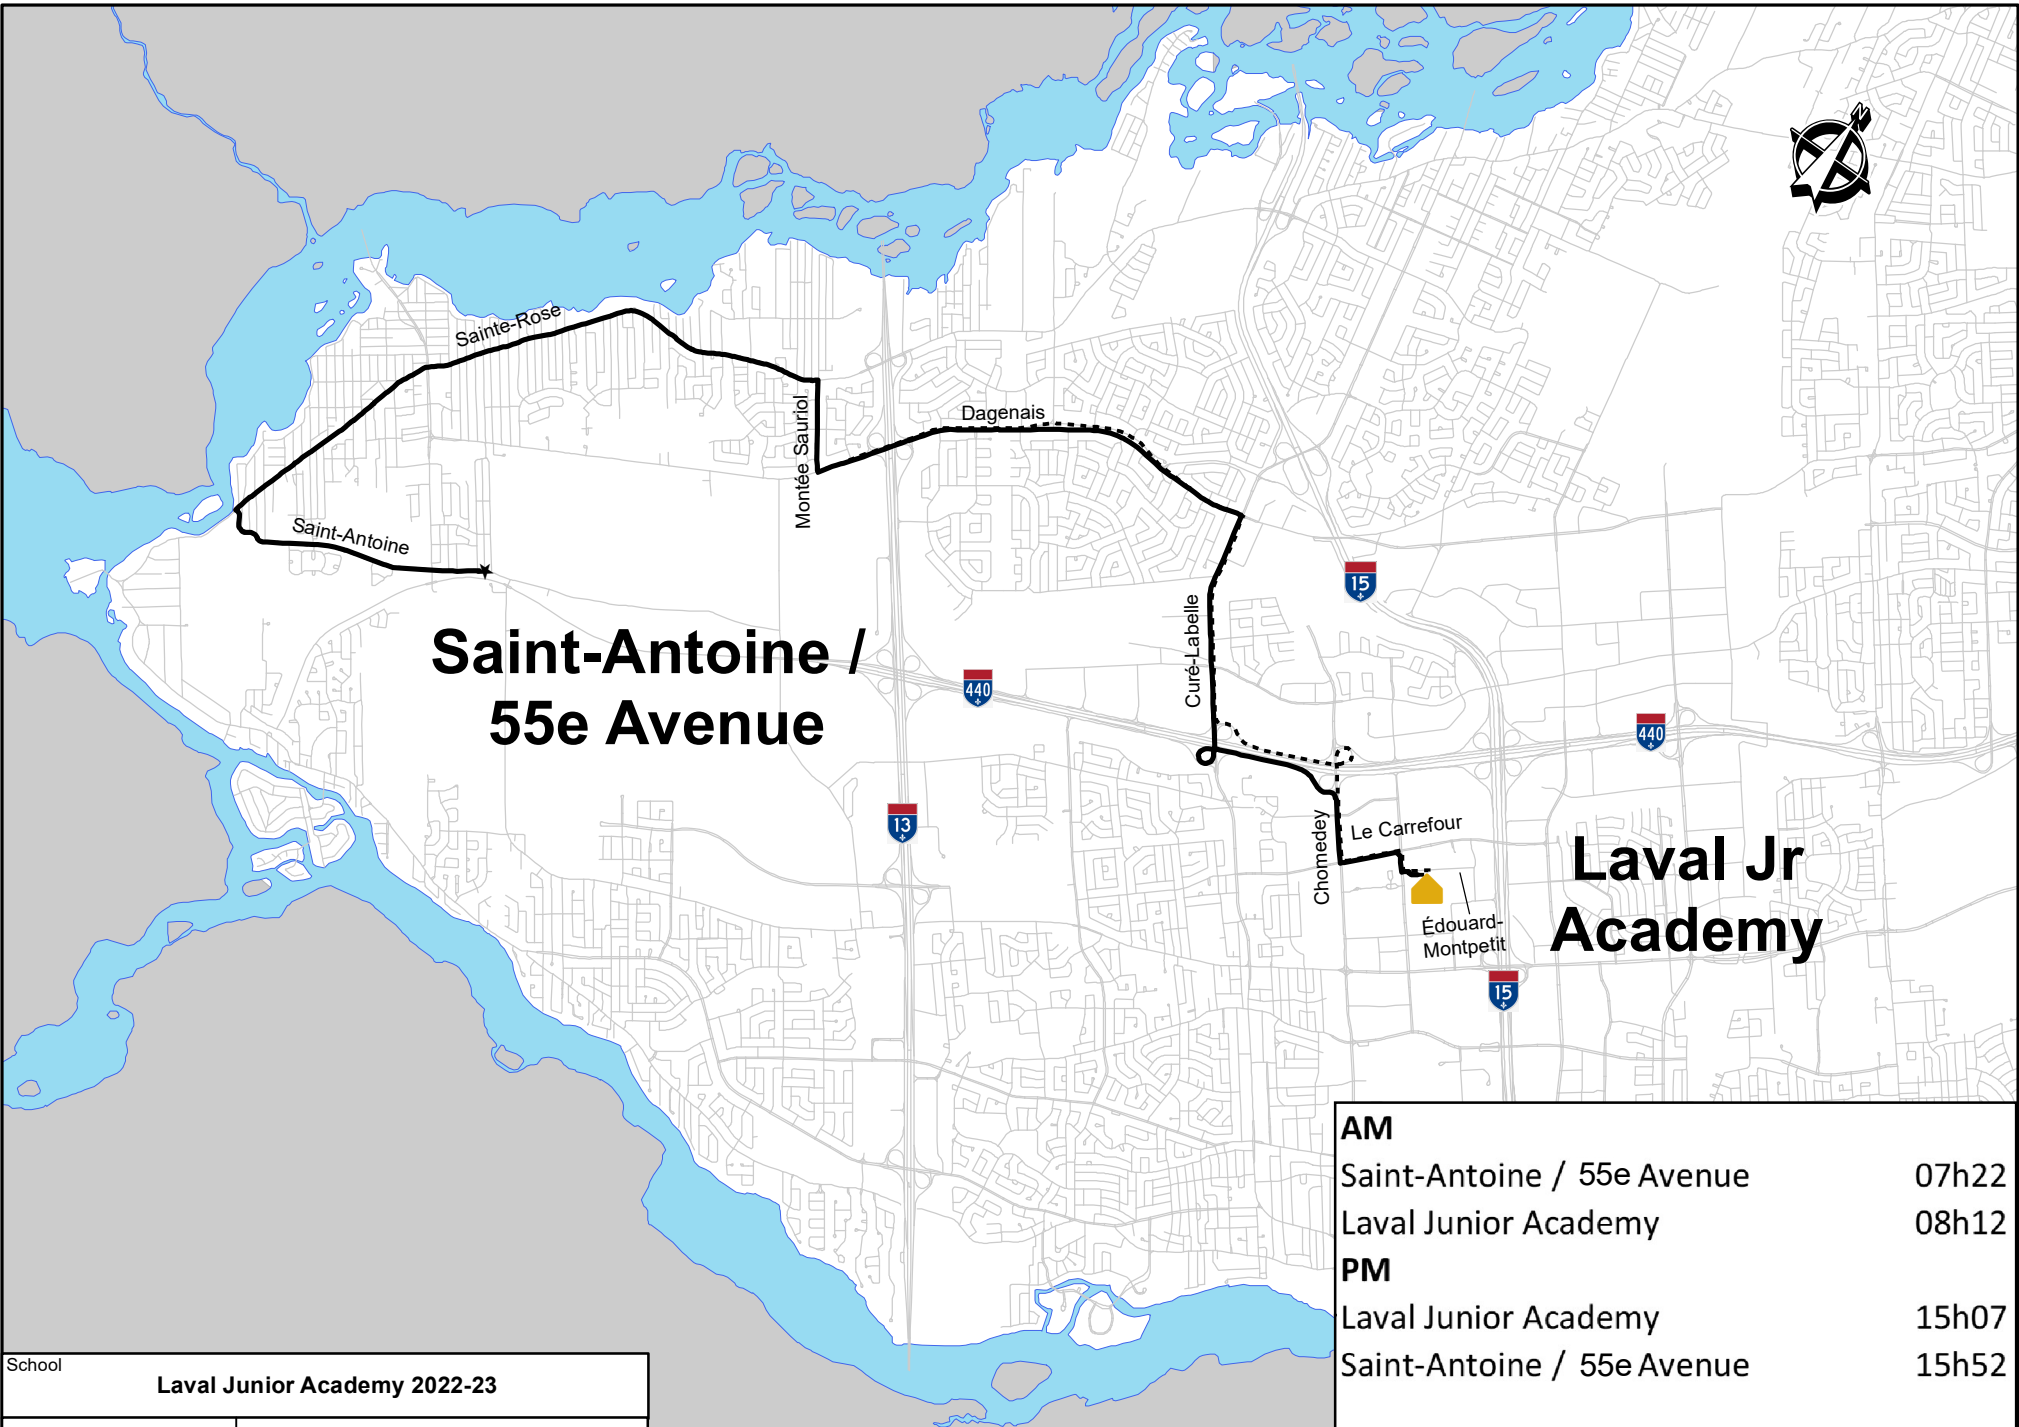 Sainte-Rose
Dagenais
Montée Sauriol
Saint-Antoine
15
Curé-Labelle
Saint-Antoine /
55e Avenue
440
440
13
Chomedey
Le Carrefour
Laval Jr
Academy
Édouard-
Montpetit
15
N
AM
Saint-Antoine / 55e Avenue 07h22
Laval Junior Academy 08h12
PM
Laval Junior Academy 15h07
Saint-Antoine / 55e Avenue 15h52
School
Laval Junior Academy 2022-23